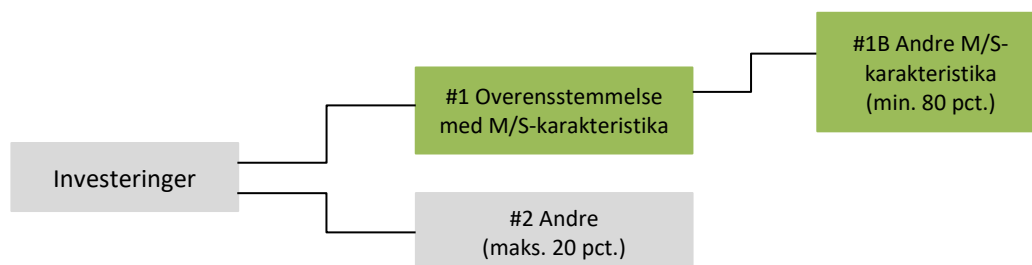 Investeringer
#1 Overensstemmelse
med M/S-karakteristika
#1B Andre M/S-
karakteristika
(min. 80 pct.)
#2 Andre
(maks. 20 pct.)